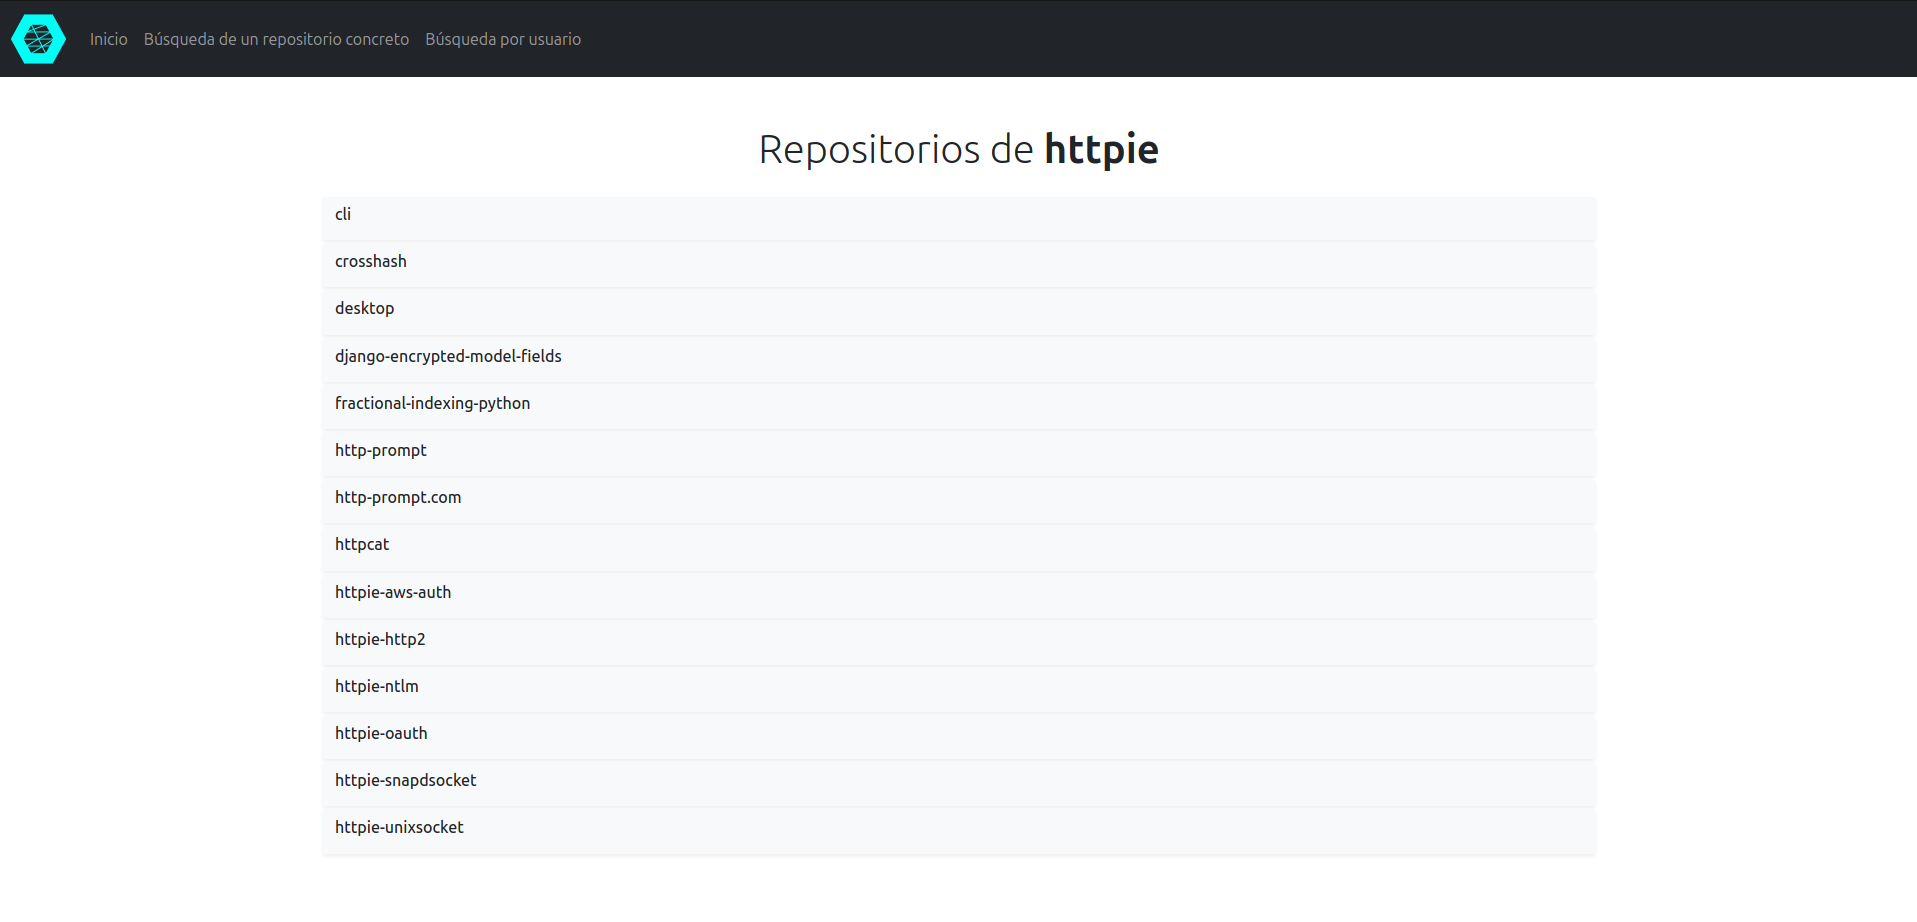 Inicio Búsqueda de un repositorio concreto Búsqueda por usuario
Repositorios de httpie
cli
crosshash
desktop
django-encrypted-model-fields
fractional-indexing-python
http-prompt
http-prompt.com
httpcat
httpie-aws-auth
httpie-http2
httpie-ntlm
httpie-oauth
httpie-snapdsocket
httpie-unixsocket